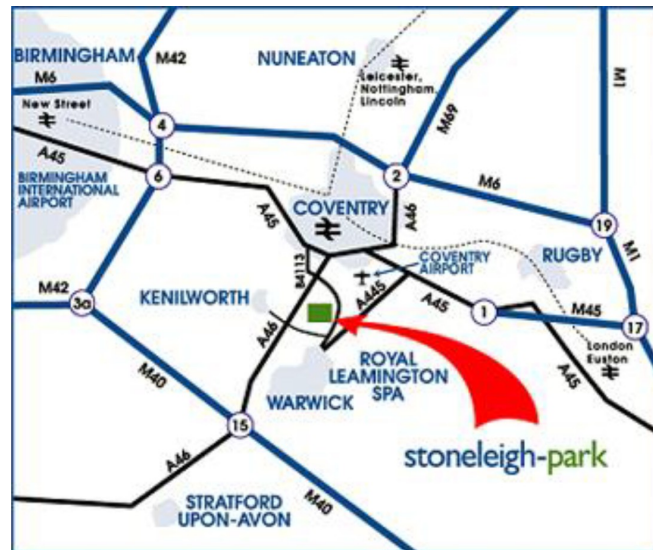 BIRMINGHAM
M42
NUNEATON
M6
Leicester,
Nottingham,
Lincoln
M1
New Street
4
M69
A45
BIRMINGHAM
INTERNATIONAL
AIRPORT
6
2
M6
A45
COVENTRY
A46
19
RUGBY
M1
B4113
COVENTRY
AIRPORT
M42
3a
KENILWORTH
A445
A45
1
M45
17
A46
London
Euston
A45
M40
ROYAL
LEAMINGTON
SPA
WARWICK
15
stoneleigh-park
A46
M40
STRATFORD
UPON-AVON